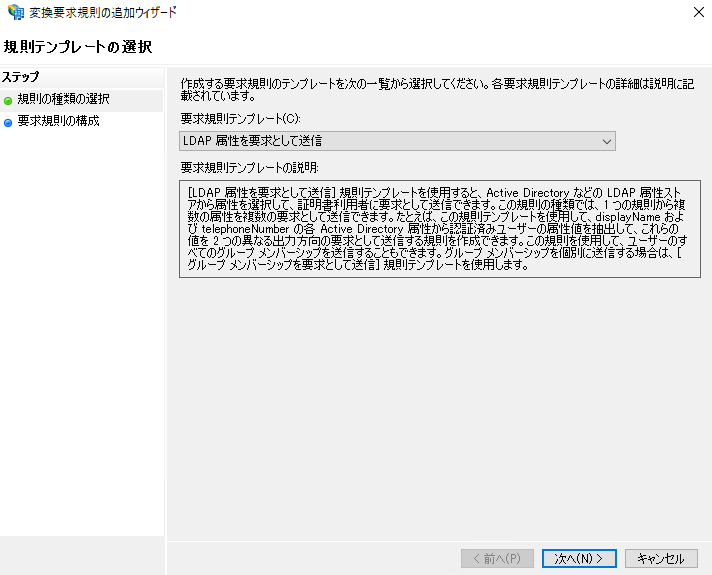 変換要求規則の追加ウィザード
規則テンプレートの選択
ステップ
規則の種類の選択
要求規則の構成
作成する要求規則のテンプレートを次の一覧から選択してください。各要求規則テンプレートの詳細は説明に記
載されています。
要求規則テンプレート(C):
LDAP 属性を要求として送信
要求規則テンプレートの説明:
[LDAP 属性を要求として送信] 規則テンプレートを使用すると、Active Directory などの LDAP 属性スト
アから属性を選択して、証明書利用者に要求として送信できます。この規則の種類では、1 つの規則から複
数の属性を複数の要求として送信できます。たとえば、この規則テンプレートを使用して、displayName およ
び telephoneNumber の各 Active Directory 属性から認証済みユーザーの属性値を抽出して、これらの
値を 2 つの異なる出力方向の要求として送信する規則を作成できます。この規則を使用して、ユーザーのす
べてのグループ メンバーシップを送信することもできます。グループ メンバーシップを個別に送信する場合は、[
グループ メンバーシップを要求として送信] 規則テンプレートを使用します。
< 前へ(P)
次へ(N) >
キャンセル